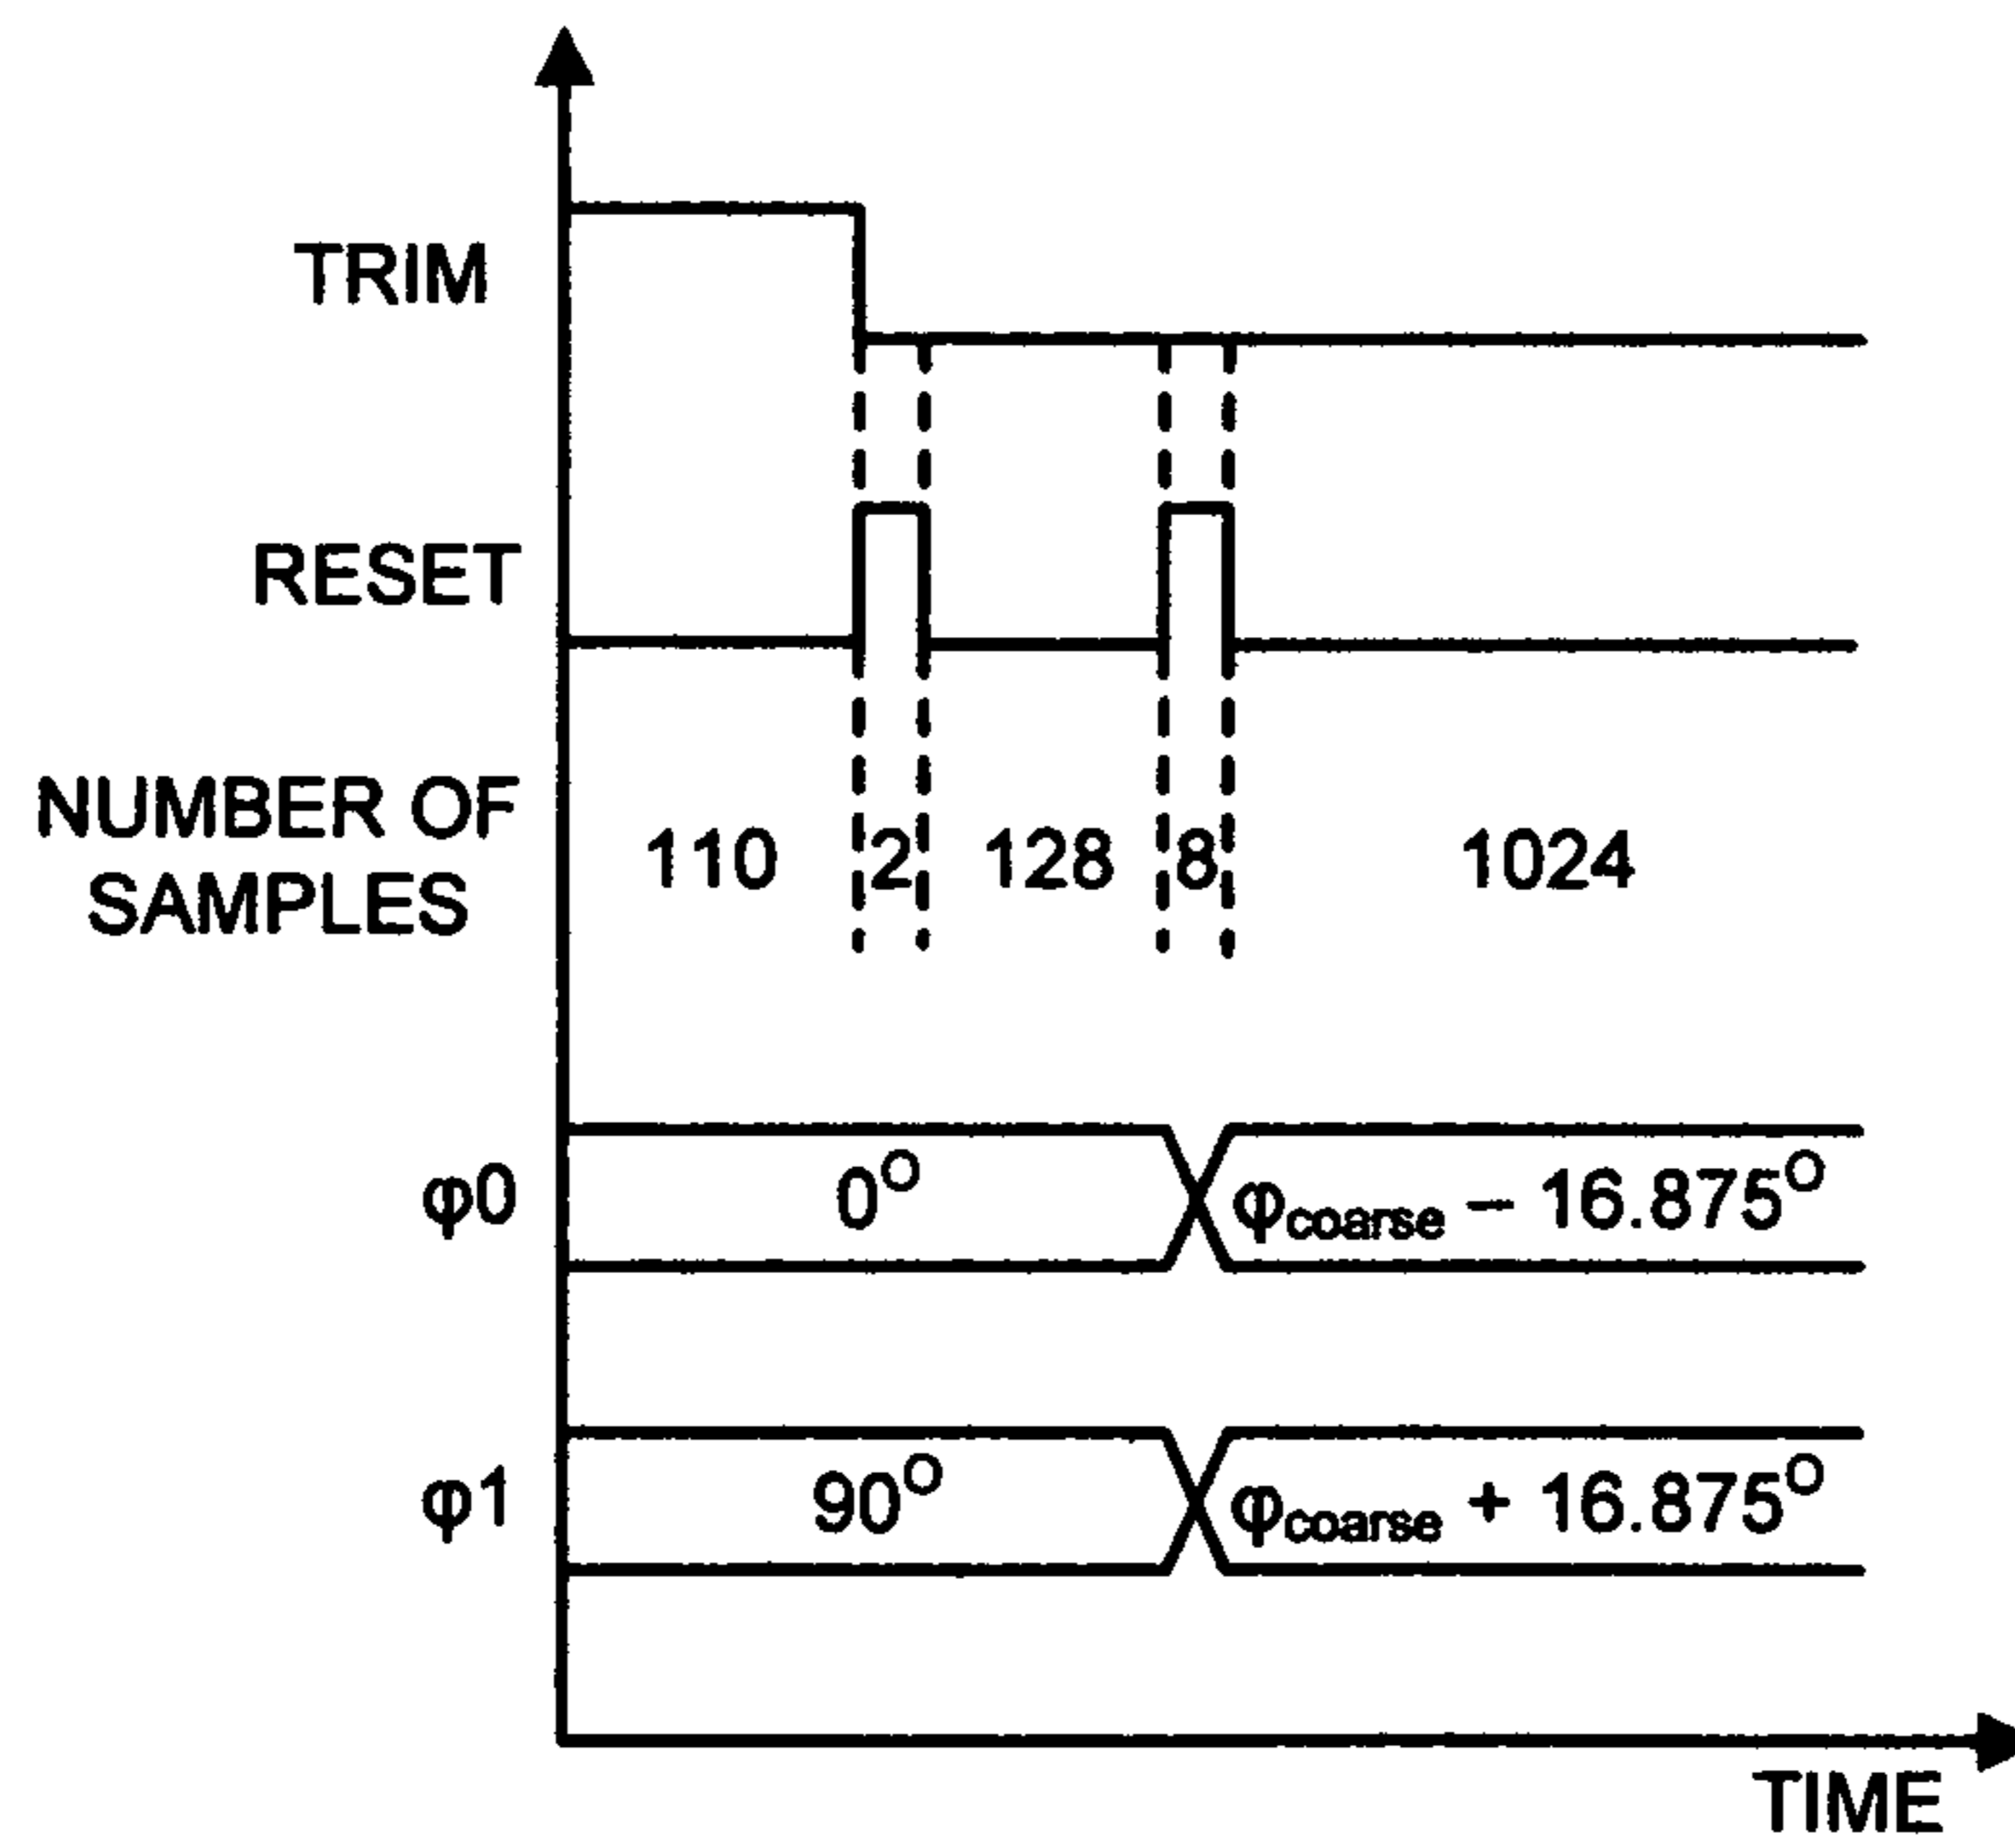 TRIM
RESET
NUMBER OF
SAMPLES
110 2 128 8 1024
φ0 0° φcoarse – 16.875°
φ1 90° φcoarse + 16.875°
TIME